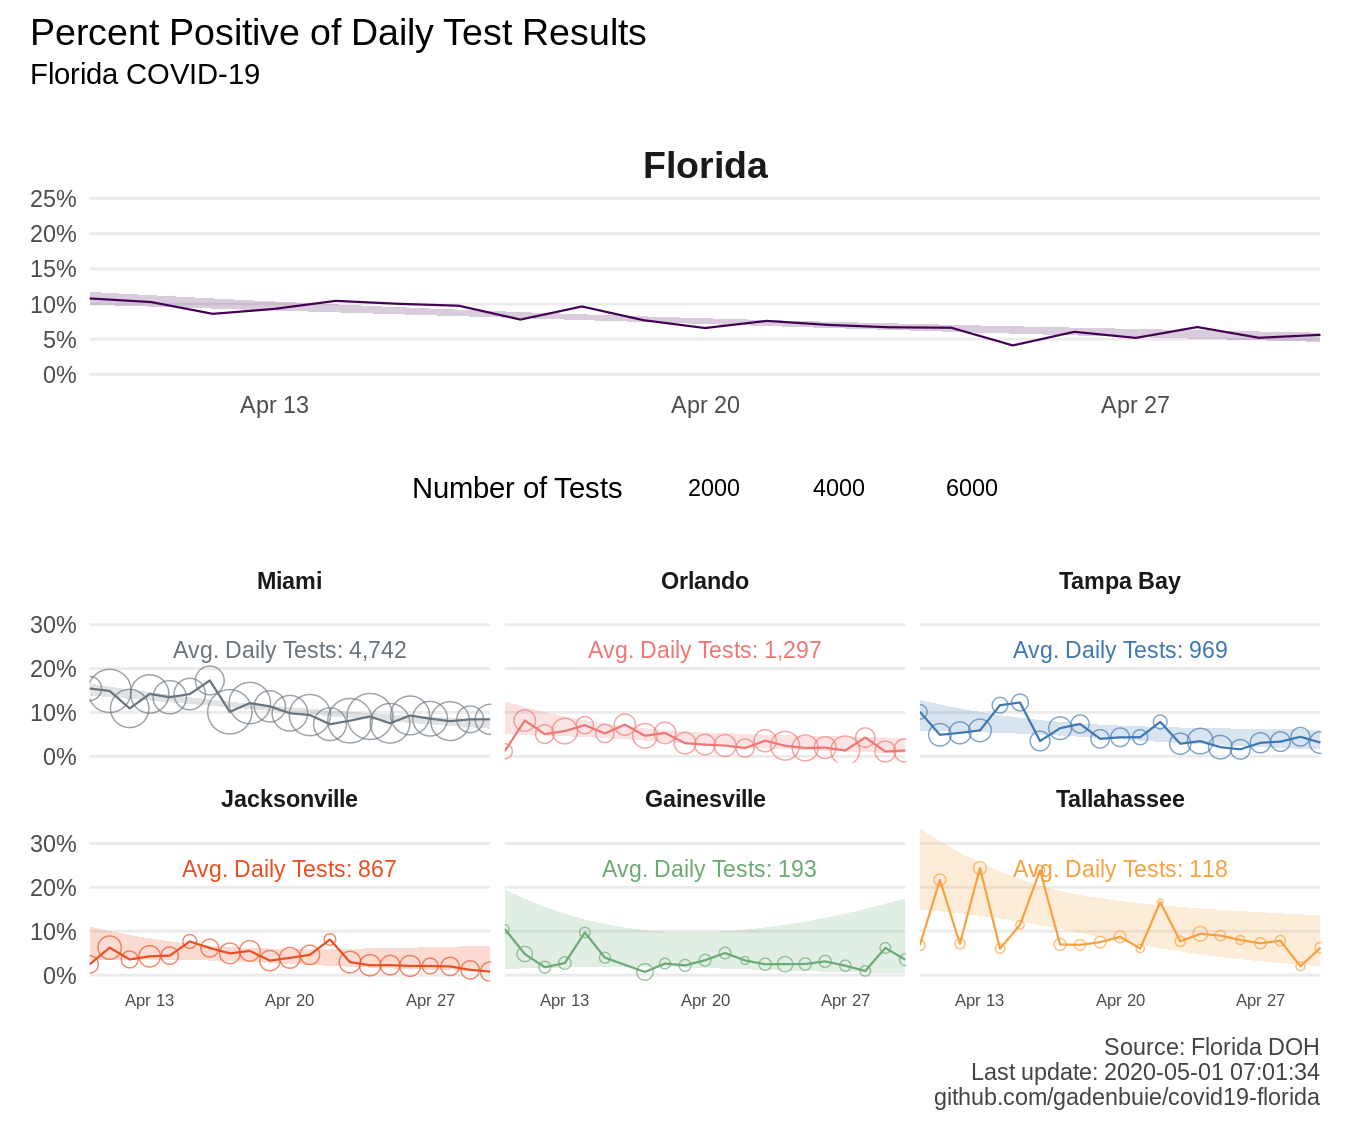 Percent Positive of Daily Test Results
Florida COVID-19
Florida
25%
20%
15%
10%
5%
0%
Apr 13 Apr 20 Apr 27
Number of Tests 2000 4000 6000
Miami Orlando Tampa Bay
30%
Avg. Daily Tests: 4,742 Avg. Daily Tests: 1,297 Avg. Daily Tests: 969
20%
10%
0%
Jacksonville Gainesville Tallahassee
30%
Avg. Daily Tests: 867 Avg. Daily Tests: 193 Avg. Daily Tests: 118
20%
10%
0%
Apr 13 Apr 20 Apr 27 Apr 13 Apr 20 Apr 27 Apr 13 Apr 20 Apr 27
Source: Florida DOH
Last update: 2020-05-01 07:01:34
github.com/gadenbuie/covid19-florida